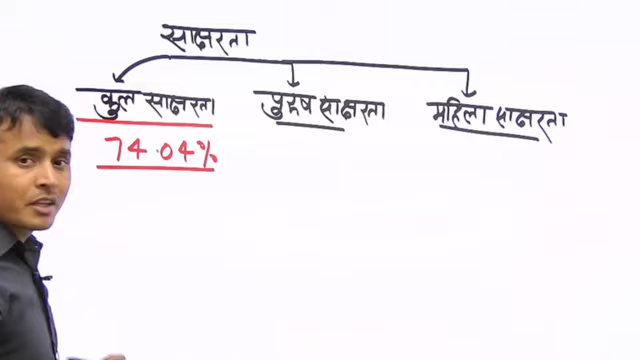 साक्षरता
कुल साक्षरता पुरुष साक्षरता महिला साक्षरता
74.04%